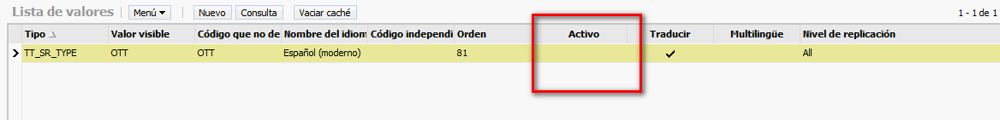 Lista de valores Menú Nuevo Consulta Vaciar caché 1 - 1 de 1
Tipo Valor visible Código que no de Nombre del idiom Código independi Orden Activo Traducir Multilingüe Nivel de replicación
TT_SR_TYPE OTT OTT Español (moderno) 81 All